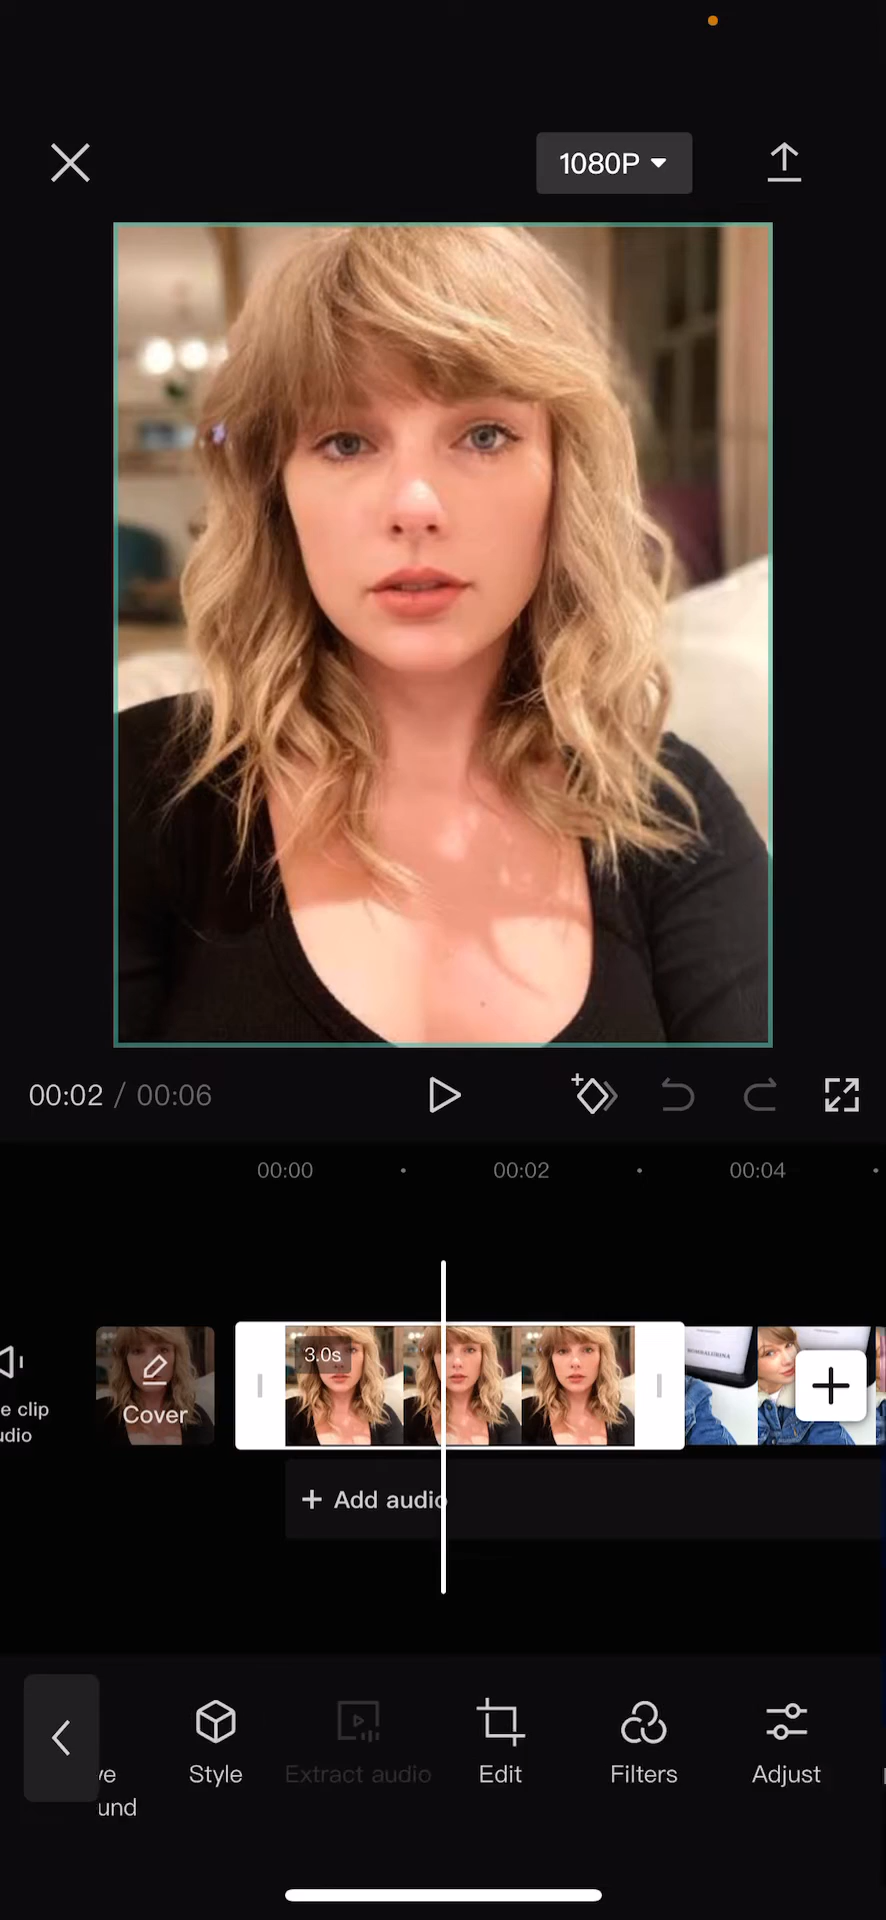 1080P
00:02 / 00:06
00:00
00:02
00:04
3.0s
Cover
e clip
udio
+ Add audio
ve
und
Style
Extract audio
Edit
Filters
Adjust